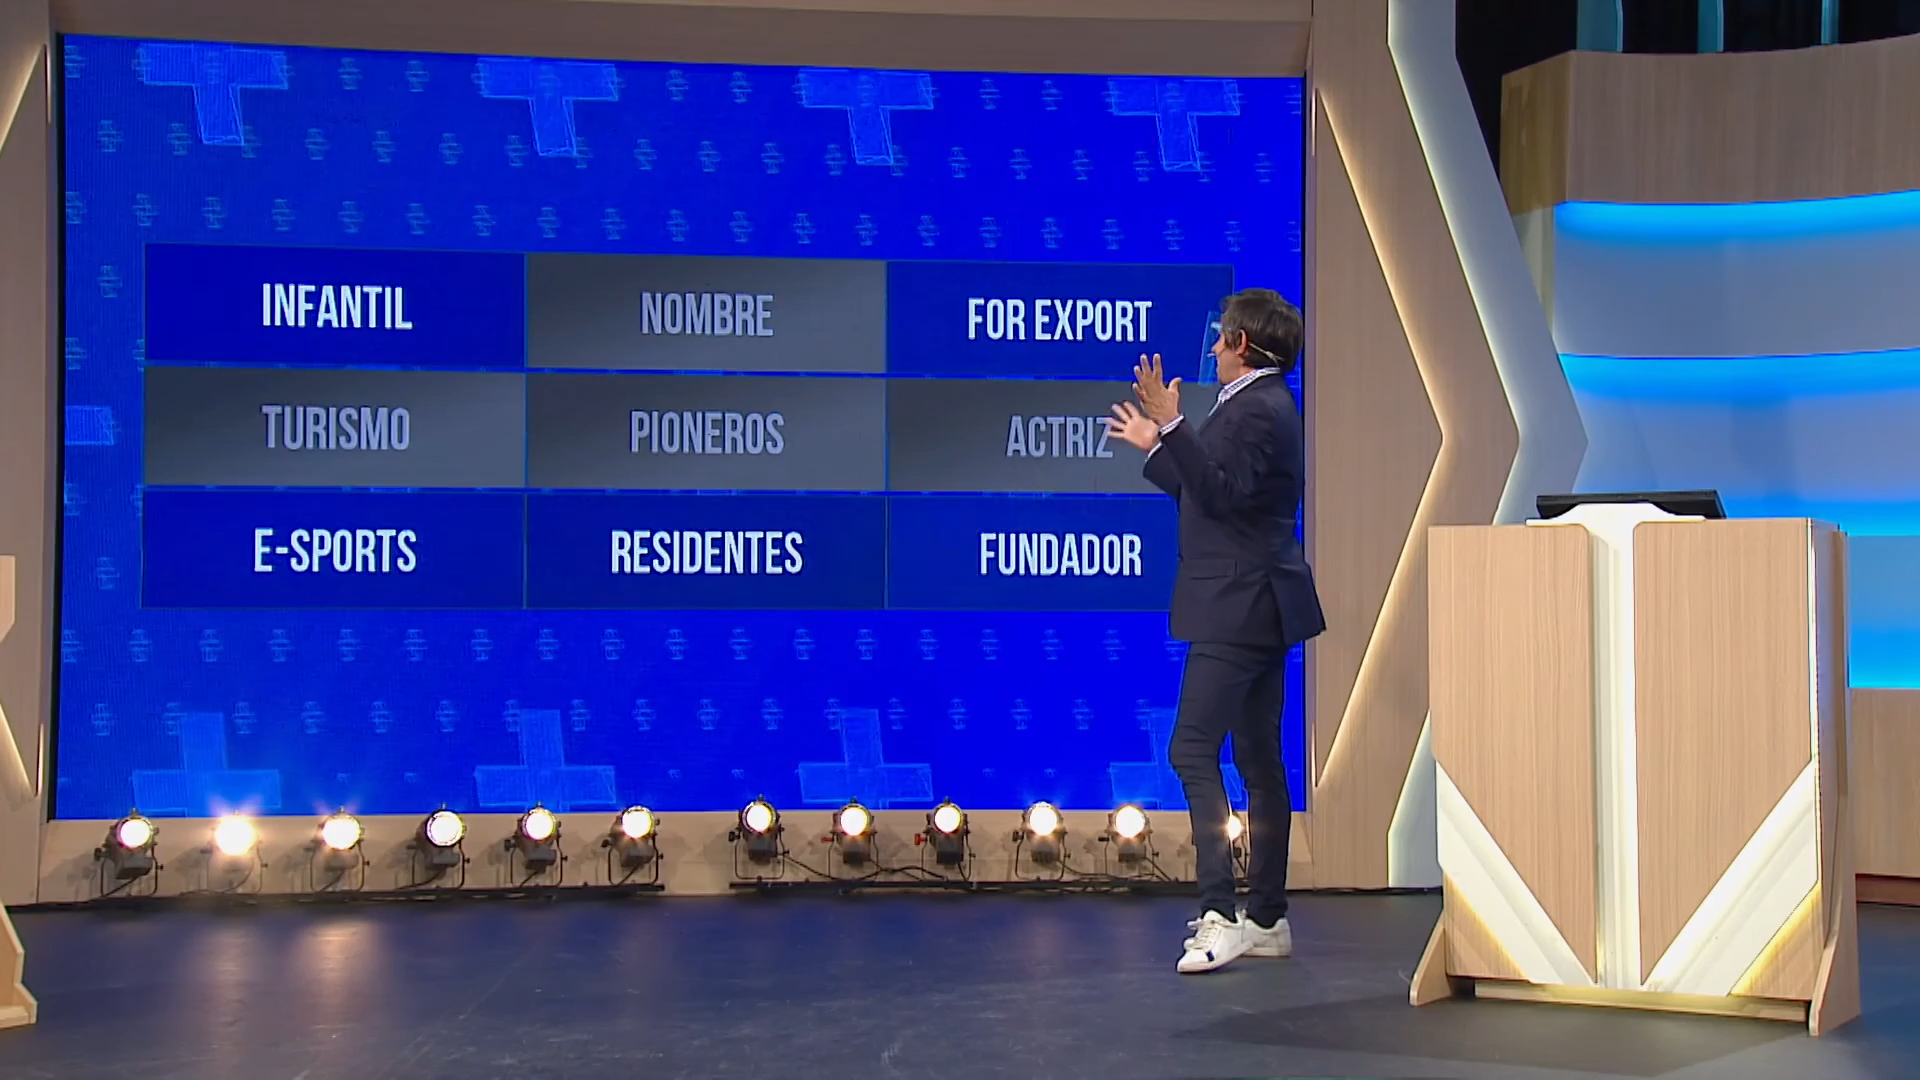 INFANTIL
NOMBRE
FOR EXPORT
TURISMO
PIONEROS
ACTRIZ
E-SPORTS
RESIDENTES
FUNDADOR